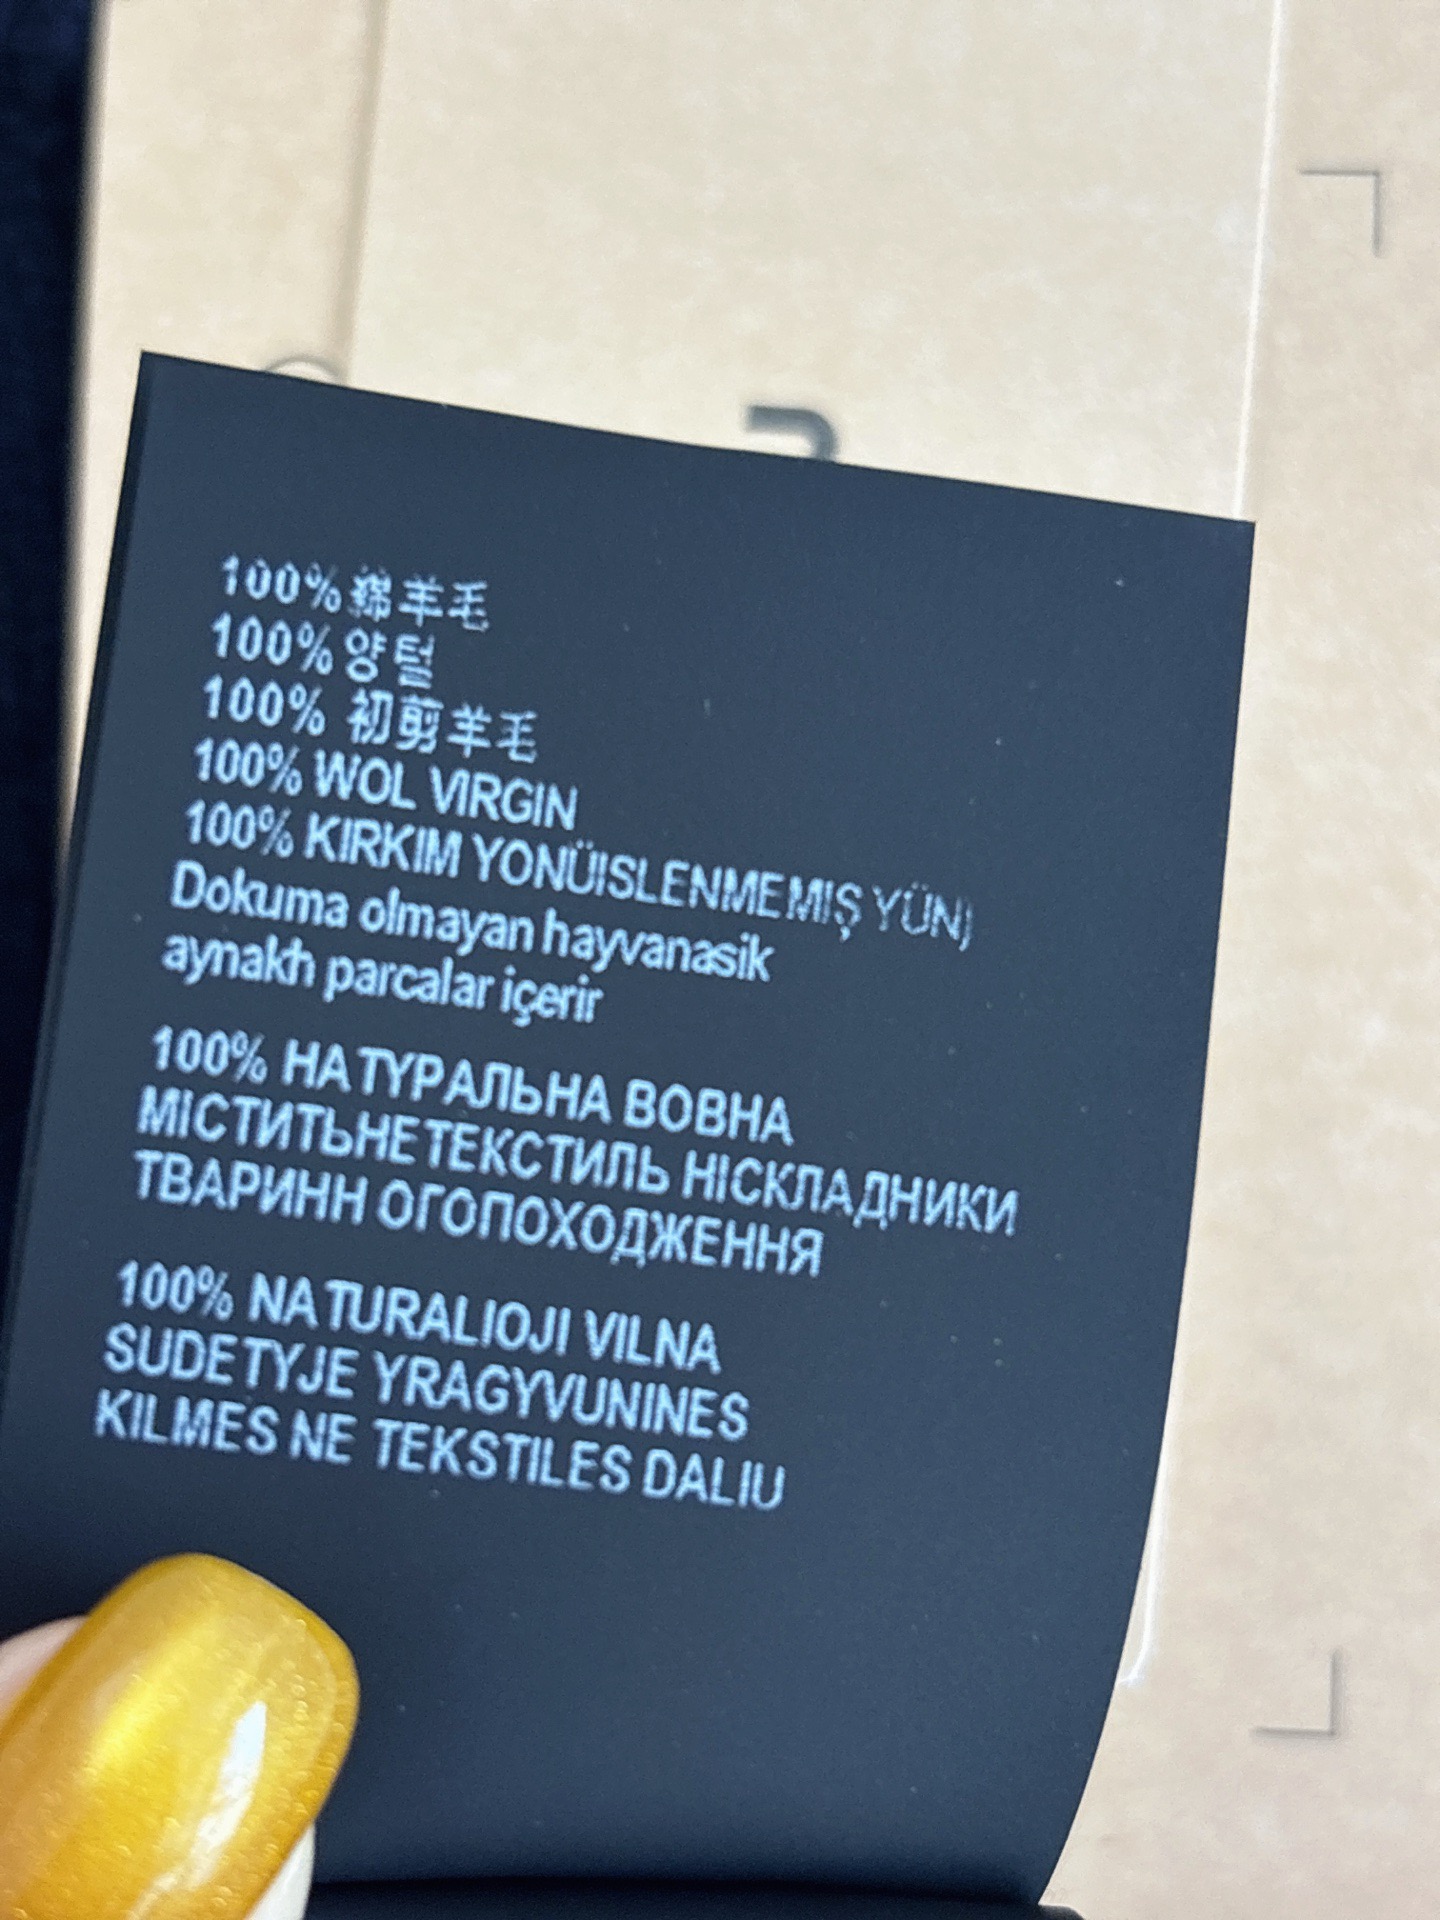 100%綿羊毛
100%양털
100% 初剪羊毛
100% WOL VIRGIN
100% KIRKIM YONÜISLENMEMIŞ YÜN)
Dokuma olmayan hayvanasik
aynakh parcalar içerir
100% НАТУРАЛЬНА ВОВНА
МІСТИТЬНЕТЕКСТИЛЬ НІСКЛАДНИКИ
ТВАРИНН ОГОПОХОДЖЕННЯ
100% NATURALIOJI VILNA
SUDETYJE YRAGYVUNINES
KILMES NE TEKSTILES DALIU